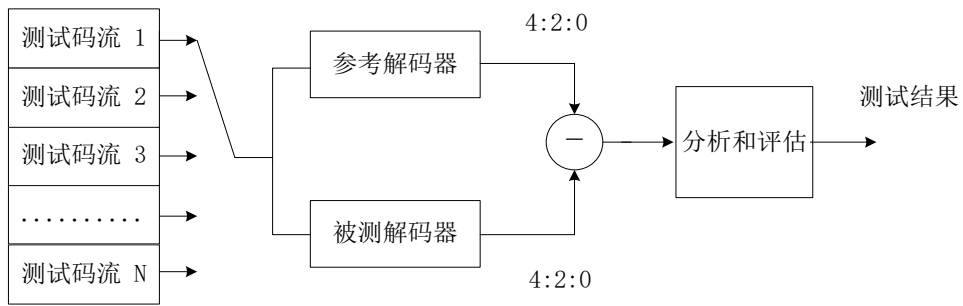 测试码流 1
测试码流 2
测试码流 3
..........
测试码流 N
4:2:0
参考解码器
被测解码器
4:2:0
−
分析和评估
测试结果